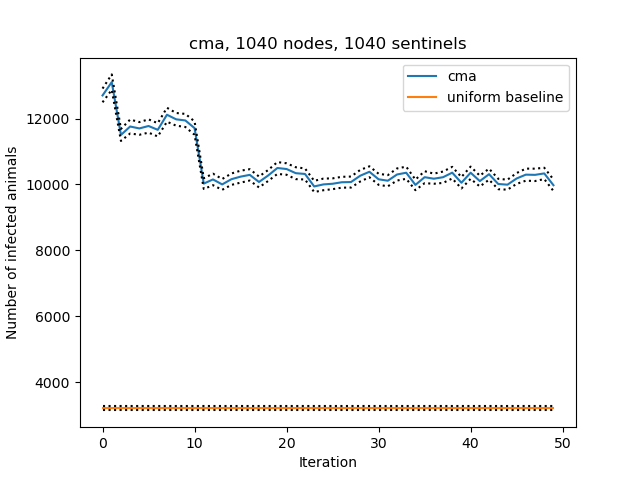 cma, 1040 nodes, 1040 sentinels
cma
uniform baseline
Number of infected animals
12000
10000
8000
6000
4000
0
10
20
30
40
50
Iteration